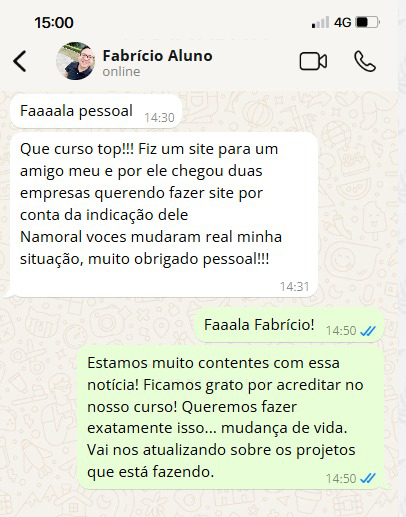 15:00
4G
Fabrício Aluno
online
Faaaala pessoal
14:30
Que curso top!!! Fiz um site para um
amigo meu e por ele chegou duas
empresas querendo fazer site por
conta da indicação dele
Namoral voces mudaram real minha
situação, muito obrigado pessoal!!!
14:31
Faaala Fabrício!
14:50
Estamos muito contentes com essa
notícia! Ficamos grato por acreditar no
nosso curso! Queremos fazer
exatamente isso... mudança de vida.
Vai nos atualizando sobre os projetos
que está fazendo.
14:50